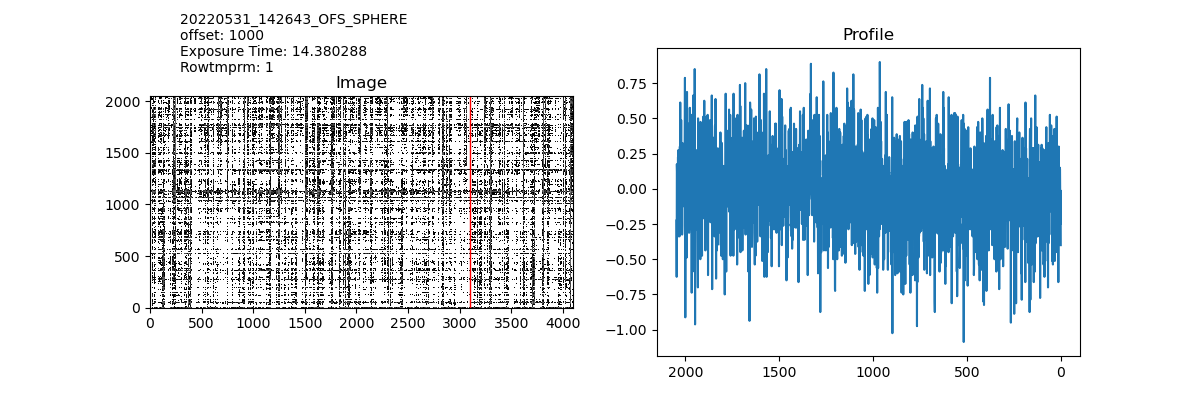 20220531_142643_OFS_SPHERE
offset: 1000
Exposure Time: 14.380288
Rowtmprm: 1
Image
2000
1500
1000
500
0
0 500 1000 1500 2000 2500 3000 3500 4000
Profile
0.75
0.50
0.25
0.00
−0.25
−0.50
−0.75
−1.00
2000 1500 1000 500 0